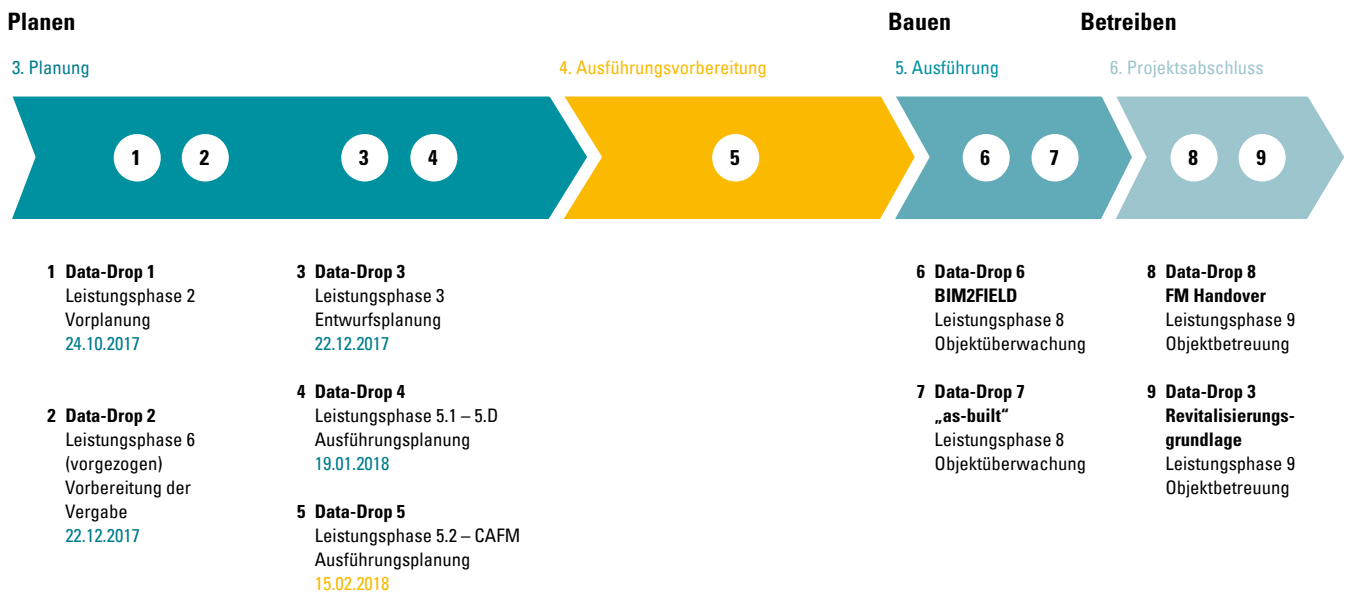 Planen
Bauen
Betreiben
3. Planung
4. Ausführungsvorbereitung
5. Ausführung
6. Projektsabschluss
1
2
3
4
5
6
7
8
9
1 Data-Drop 1
Leistungsphase 2
Vorplanung
24.10.2017
2 Data-Drop 2
Leistungsphase 6
(vorgezogen)
Vorbereitung der
Vergabe
22.12.2017
3 Data-Drop 3
Leistungsphase 3
Entwurfsplanung
22.12.2017
4 Data-Drop 4
Leistungsphase 5.1 – 5.D
Ausführungsplanung
19.01.2018
5 Data-Drop 5
Leistungsphase 5.2 – CAFM
Ausführungsplanung
15.02.2018
6 Data-Drop 6
BIM2FIELD
Leistungsphase 8
Objektüberwachung
7 Data-Drop 7
„as-built“
Leistungsphase 8
Objektüberwachung
8 Data-Drop 8
FM Handover
Leistungsphase 9
Objektbetreuung
9 Data-Drop 3
Revitalisierungs-
grundlage
Leistungsphase 9
Objektbetreuung